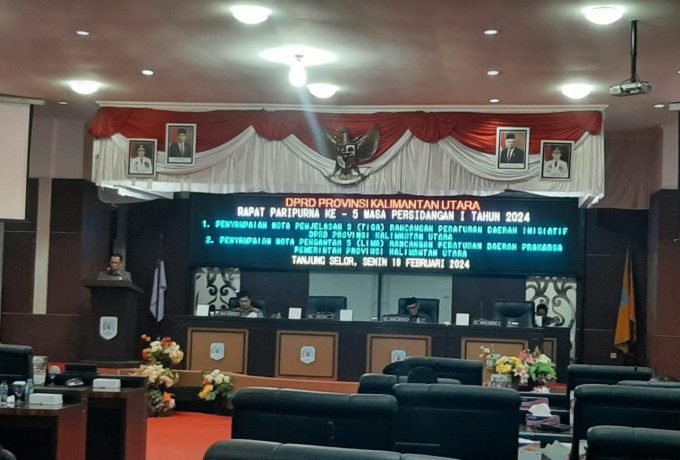 DPRD PROVINSI KALIMANTAN UTARA
RAPAT PARIPURNA KE - 5 MASA PERSIDANGAN I TAHUN 2024
1. PENYAMPAIAN NOTA PENJELASAN 3 (TIGA) RANCANGAN PERATURAN DAERAH INISIATIF
DPRD PROVINSI KALIMANTAN UTARA
2. PENYAMPAIAN NOTA PENGANTAR 5 (LIMA) RANCANGAN PERATURAN DAERAH PRAKARSA
PEMERINTAH PROVINSI KALIMANTAN UTARA
TANJUNG SELOR, SENIN 19 FEBRUARI 2024